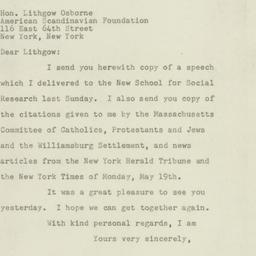 Hon. Lithgow Osborne
American Scandinavian Foundation
116 East 64th Street
New York, New York
Dear Lithgow:
I send you herewith copy of a speech
which I delivered to the New School for Social
Research last Sunday. I also send you copy of
the citations given to me by the Massachusetts
Committee of Catholics, Protestants and Jews
and the Williamsburg Settlement, and news
articles from the New York Herald Tribune and
the New York Times of Monday, May 19th.
It was a great pleasure to see you
yesterday. I hope we can get together again.
With kind personal regards, I am
Yours very sincerely,